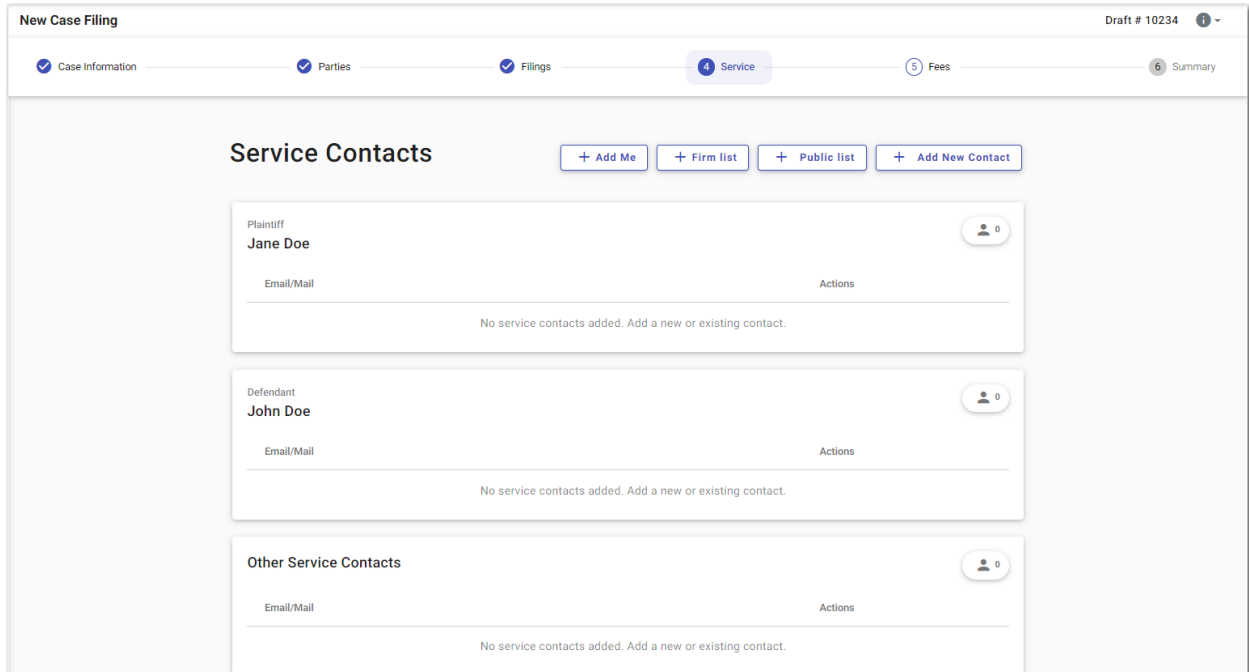 New Case Filing
Draft # 10234
Case Information
Parties
Filings
4 Service
5 Fees
6 Summary
Service Contacts
+ Add Me
+ Firm list
+ Public list
+ Add New Contact
Plaintiff
Jane Doe
0
Email/Mail
Actions
No service contacts added. Add a new or existing contact.
Defendant
John Doe
0
Email/Mail
Actions
No service contacts added. Add a new or existing contact.
Other Service Contacts
0
Email/Mail
Actions
No service contacts added. Add a new or existing contact.